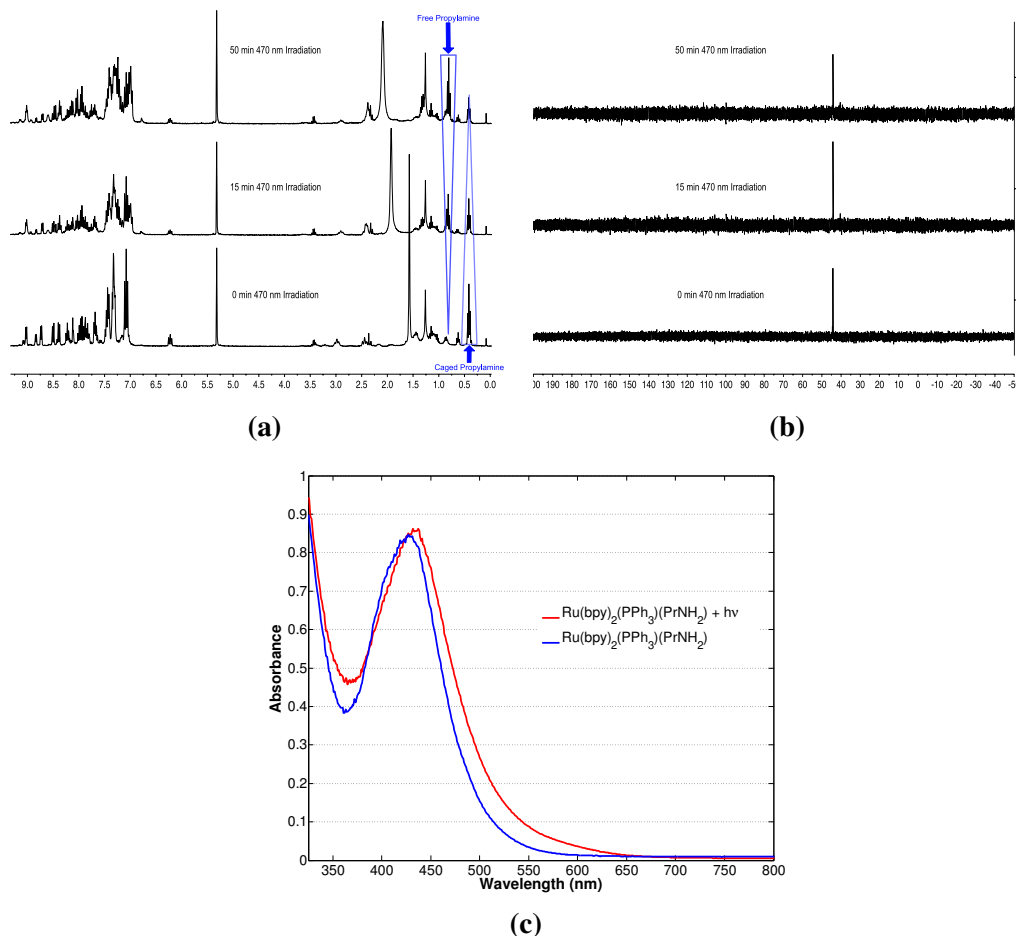 Free Propylamine
50 min 470 nm Irradiation
15 min 470 nm Irradiation
0 min 470 nm Irradiation
Caged Propylamine
9.0 8.5 8.0 7.5 7.0 6.5 6.0 5.5 5.0 4.5 4.0 3.5 3.0 2.5 2.0 1.5 1.0 0.5 0.0
(a)
50 min 470 nm Irradiation
15 min 470 nm Irradiation
0 min 470 nm Irradiation
00 190 180 170 160 150 140 130 120 110 100 90 80 70 60 50 40 30 20 10 0 -10 -20 -30 -40 -5
(b)
1
0.9
0.8
0.7
0.6
0.5
0.4
0.3
0.2
0.1
0
Absorbance
Ru(bpy)₂(PPh₃)(PrNH₂) + hν
Ru(bpy)₂(PPh₃)(PrNH₂)
350 400 450 500 550 600 650 700 750 800
Wavelength (nm)
(c)